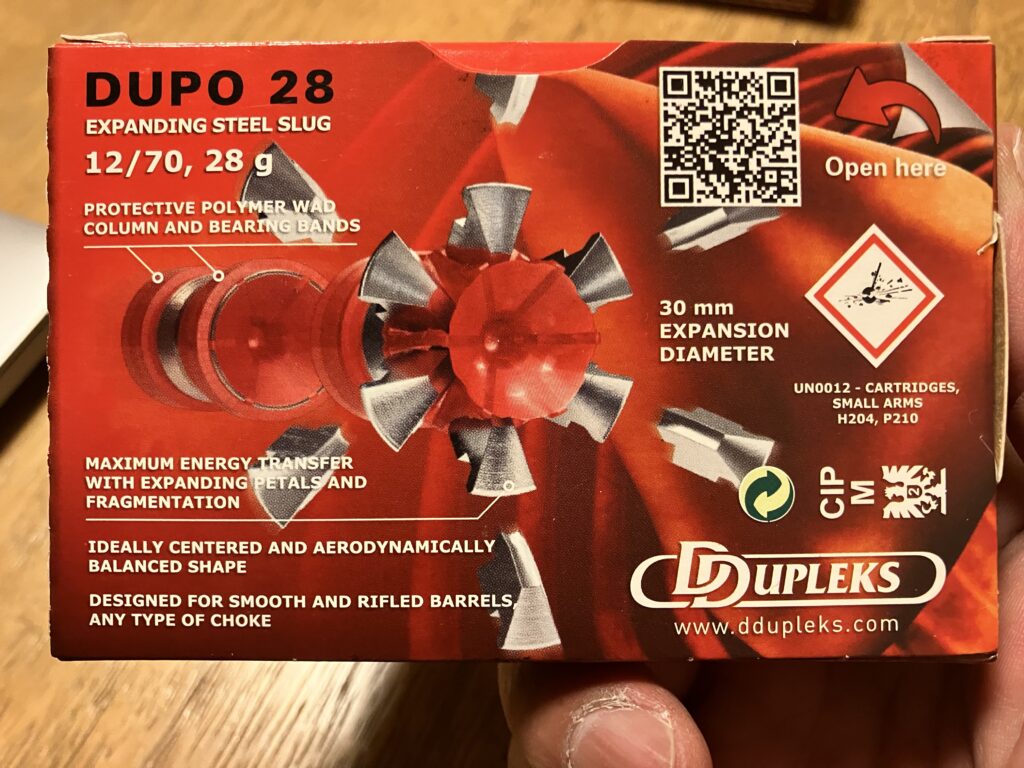 DUPO 28
EXPANDING STEEL SLUG
12/70, 28 g
PROTECTIVE POLYMER WAD
COLUMN AND BEARING BANDS
Open here
30 mm
EXPANSION
DIAMETER
UN0012 - CARTRIDGES,
SMALL ARMS
H204, P210
MAXIMUM ENERGY TRANSFER
WITH EXPANDING PETALS AND
FRAGMENTATION
CIP
M
2
IDEALLY CENTERED AND AERODYNAMICALLY
BALANCED SHAPE
DESIGNED FOR SMOOTH AND RIFLED BARRELS,
ANY TYPE OF CHOKE
DDUPLEKS
www.ddupleks.com